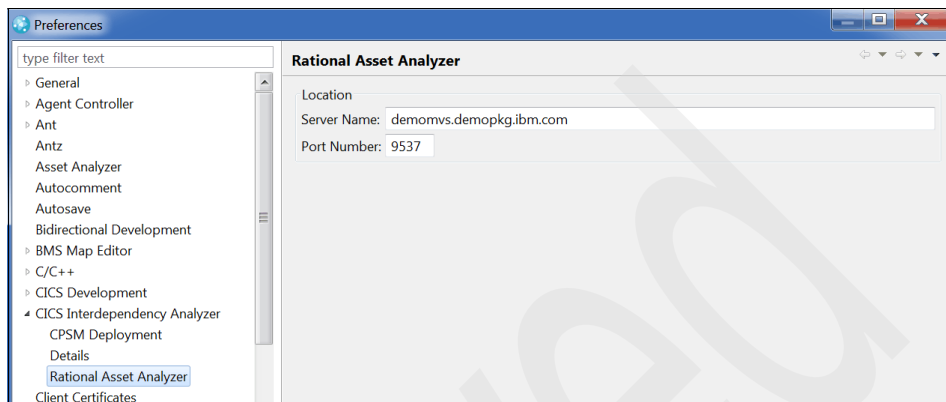 Preferences
type filter text
General
Agent Controller
Ant
Antz
Asset Analyzer
Autocomment
Autosave
Bidirectional Development
BMS Map Editor
C/C++
CICS Development
CICS Interdependency Analyzer
CPSM Deployment
Details
Rational Asset Analyzer
Client Certificates
Rational Asset Analyzer
Location
Server Name: demomvs.demopkg.ibm.com
Port Number: 9537
ed